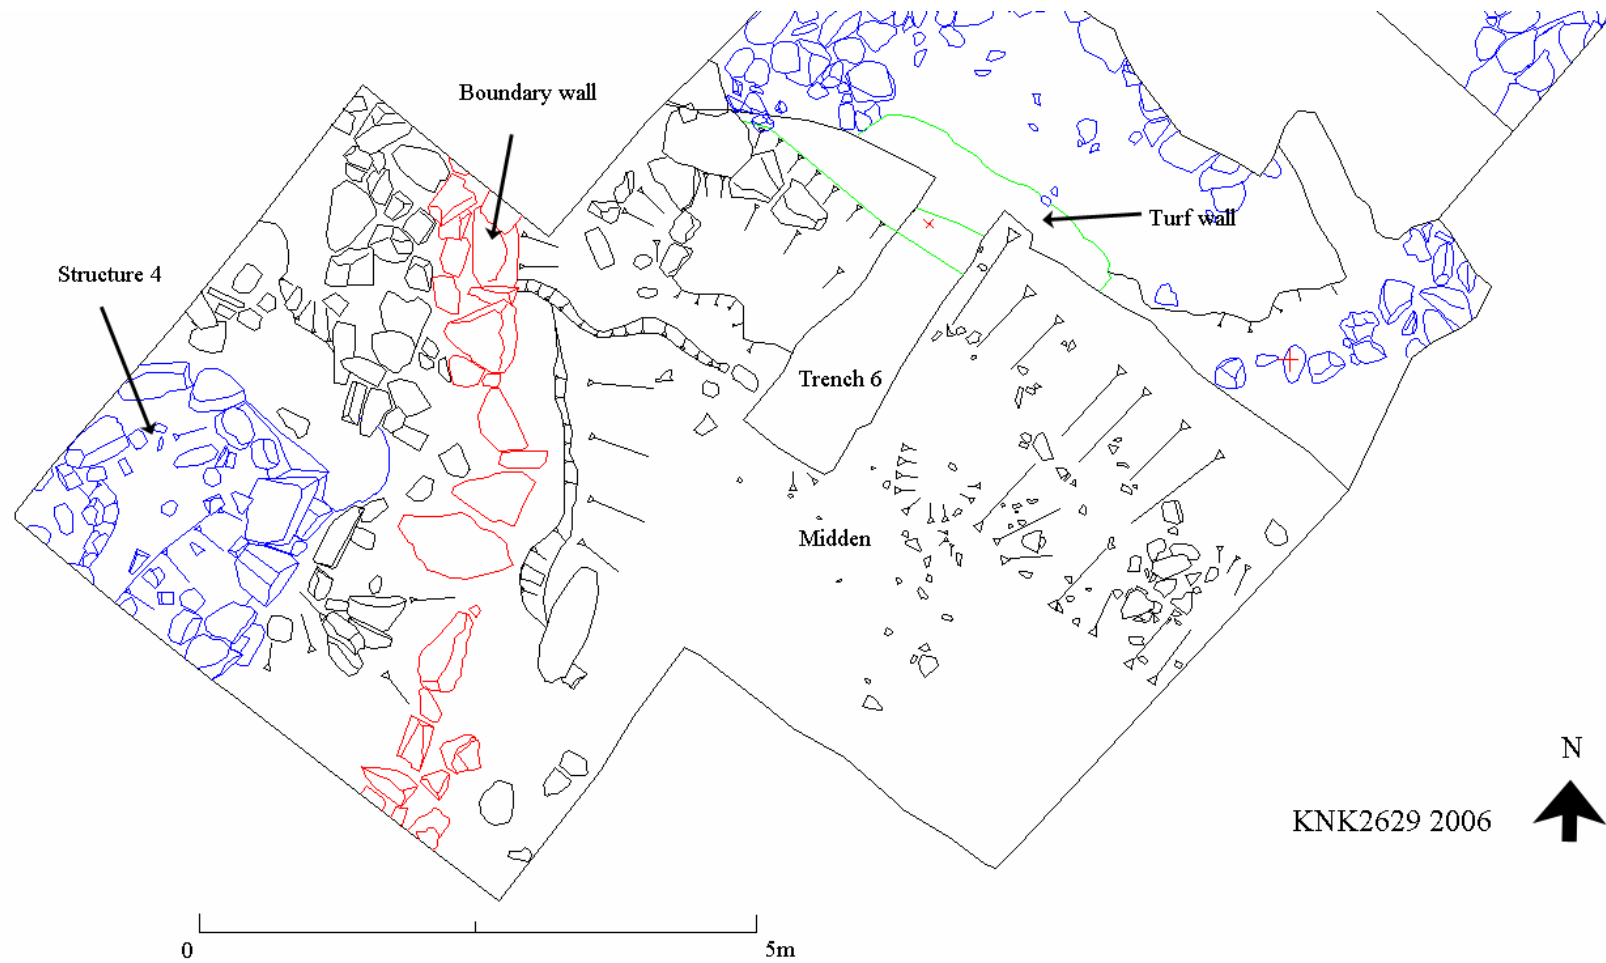 Boundary wall
Turf wall
Structure 4
Trench 6
Midden
N
KNK2629 2006
0
5m